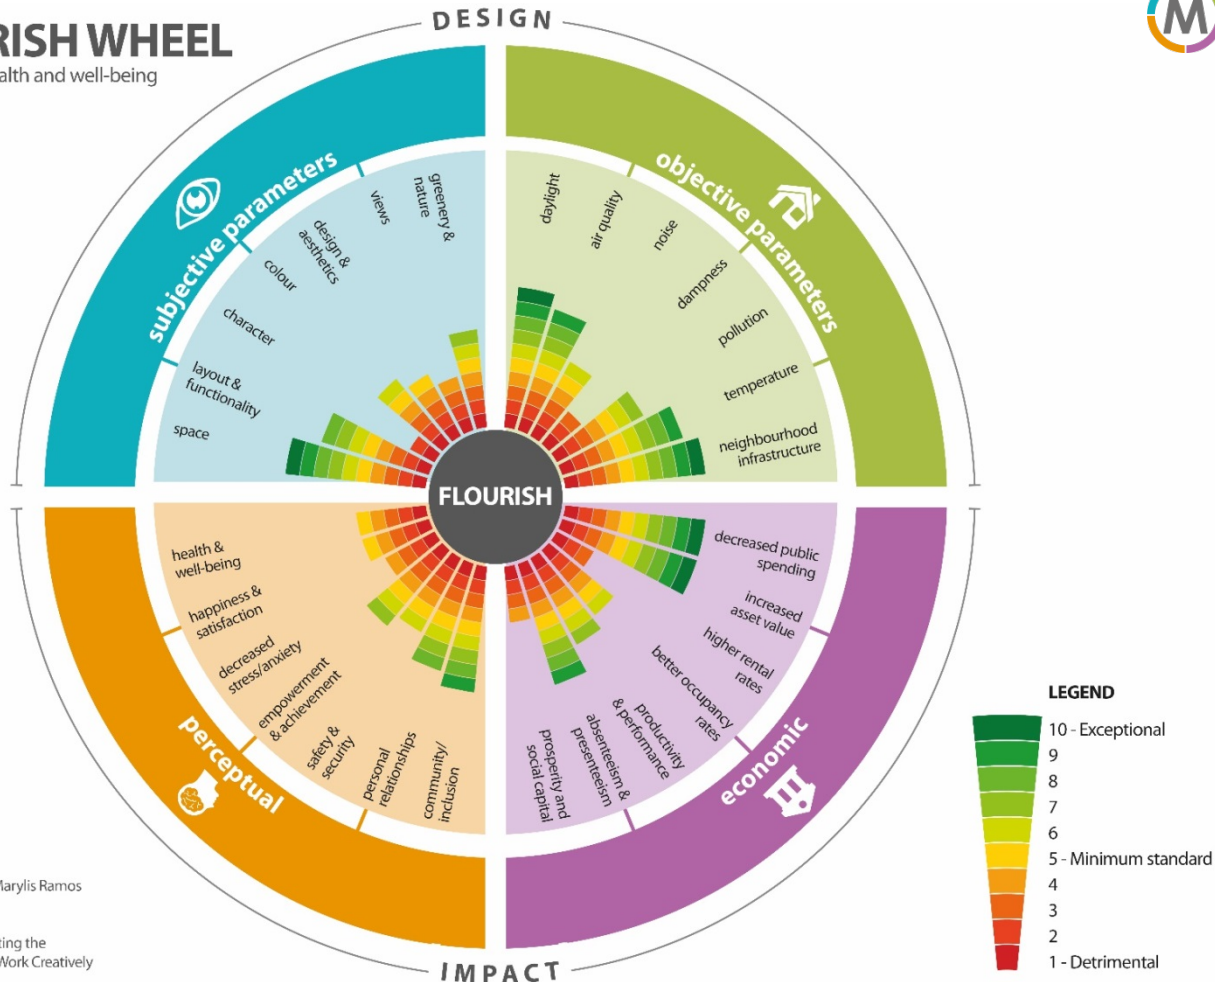 DESIGN
RISH WHEEL
alth and well-being
M
subjective parameters
objective parameters
greenery &
nature
views
design &
aesthetics
colour
character
layout &
functionality
space
daylight
air quality
noise
dampness
pollution
temperature
neighbourhood
infrastructure
FLOURISH
health &
well-being
happiness &
satisfaction
decreased
stress/anxiety
empowerment
& achievement
safety &
security
personal
relationships
community/
inclusion
decreased public
spending
increased
asset value
higher rental
rates
better occupancy
rates
productivity
& performance
absenteeism &
presenteeism
prosperity and
social capital
perceptual
economic
LEGEND
10 - Exceptional
9
8
7
6
5 - Minimum standard
4
3
2
1 - Detrimental
Marylis Ramos
ting the
Work Creatively
IMPACT